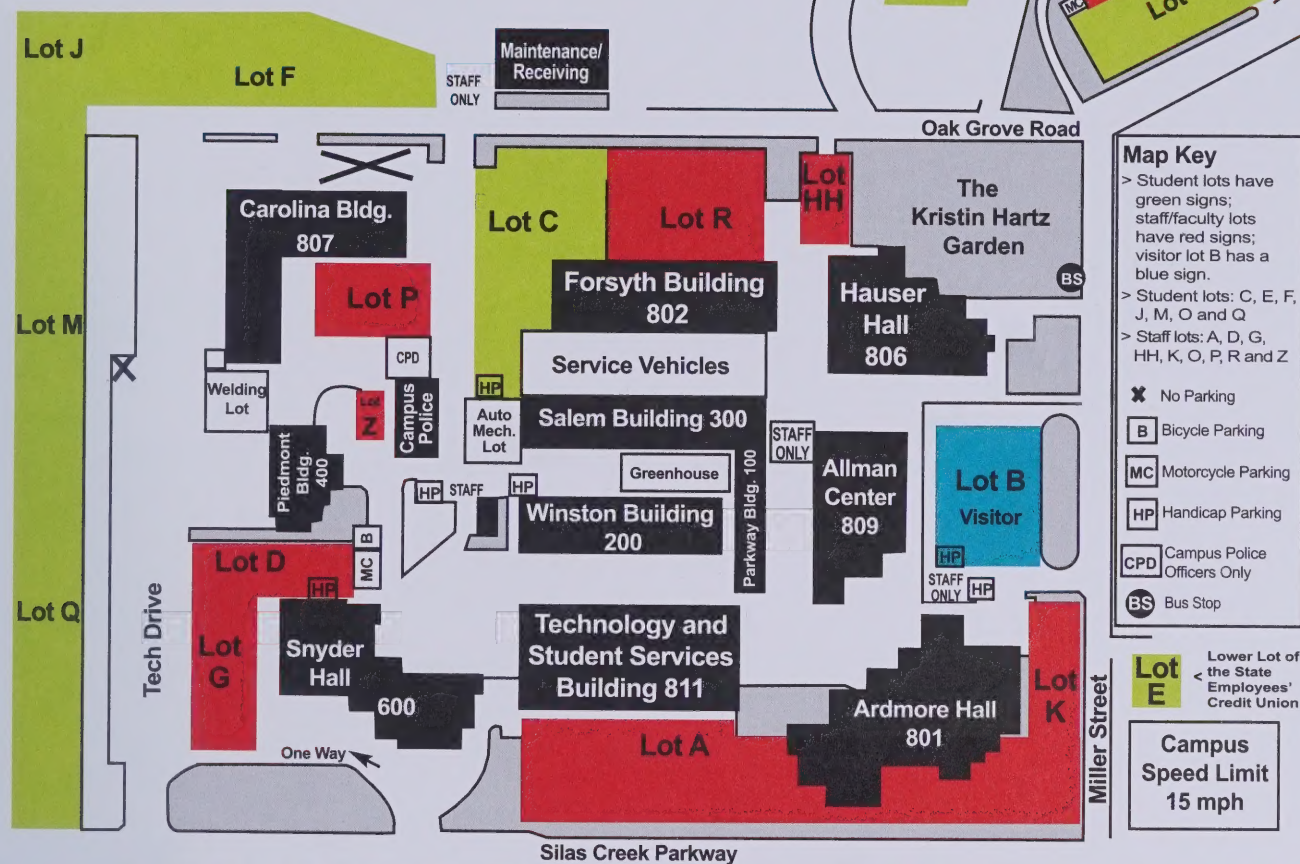 Lot J
Lot F
STAFF
ONLY
Maintenance/
Receiving
MC
Oak Grove Road
Carolina Bldg.
807
Lot C
Lot R
Lot
HH
The
Kristin Hartz
Garden
BS
Lot P
Forsyth Building
802
Hauser
Hall
806
Lot M
CPD
Service Vehicles
Welding
Lot
Lot
Z
Campus
Police
HP
Auto
Mech.
Lot
Salem Building 300
STAFF
ONLY
Greenhouse
Parkway Bldg. 100
Allman
Center
809
Lot B
Visitor
HP
STAFF
ONLY
HP
Piedmont
Bldg.
400
HP
STAFF
HP
Winston Building
200
B
MC
Lot D
HP
Lot Q
Tech Drive
Lot
G
Snyder
Hall
600
Technology and
Student Services
Building 811
Ardmore Hall
801
Lot
K
Miller Street
Lot A
One Way
Silas Creek Parkway
Map Key
> Student lots have
green signs;
staff/faculty lots
have red signs;
visitor lot B has a
blue sign.
> Student lots: C, E, F,
J, M, O and Q
> Staff lots: A, D, G,
HH, K, O, P, R and Z
No Parking
B Bicycle Parking
MC Motorcycle Parking
HP Handicap Parking
CPD Campus Police
Officers Only
BS Bus Stop
Lot
E
< Lower Lot of
the State
Employees'
Credit Union
Campus
Speed Limit
15 mph